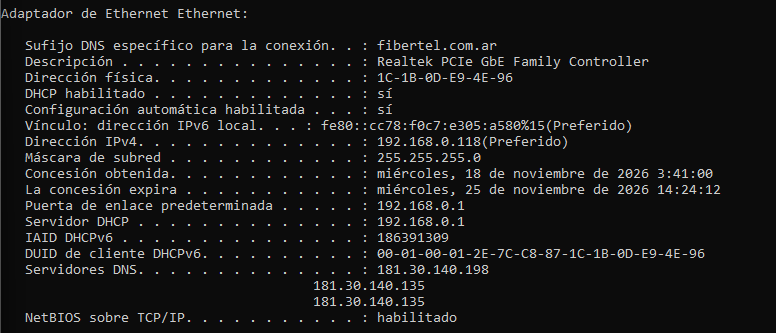 Adaptador de Ethernet Ethernet:
Sufijo DNS específico para la conexión. . : fibertel.com.ar
Descripción . . . . . . . . . . . . . . . : Realtek PCIe GbE Family Controller
Dirección física. . . . . . . . . . . . . : 1C-1B-0D-E9-4E-96
DHCP habilitado . . . . . . . . . . . . . : sí
Configuración automática habilitada . . . : sí
Vínculo: dirección IPv6 local. . . : fe80::cc78:f0c7:e305:a580%15(Preferido)
Dirección IPv4. . . . . . . . . . . . . . : 192.168.0.118(Preferido)
Máscara de subred . . . . . . . . . . . . : 255.255.255.0
Concesión obtenida. . . . . . . . . . . . : miércoles, 18 de noviembre de 2026 3:41:00
La concesión expira . . . . . . . . . . . : miércoles, 25 de noviembre de 2026 14:24:12
Puerta de enlace predeterminada . . . . . : 192.168.0.1
Servidor DHCP . . . . . . . . . . . . . . : 192.168.0.1
IAID DHCPv6 . . . . . . . . . . . . . . . : 186391309
DUID de cliente DHCPv6. . . . . . . . . . : 00-01-00-01-2E-7C-C8-87-1C-1B-0D-E9-4E-96
Servidores DNS. . . . . . . . . . . . . . : 181.30.140.198
181.30.140.135
181.30.140.135
NetBIOS sobre TCP/IP. . . . . . . . . . . : habilitado